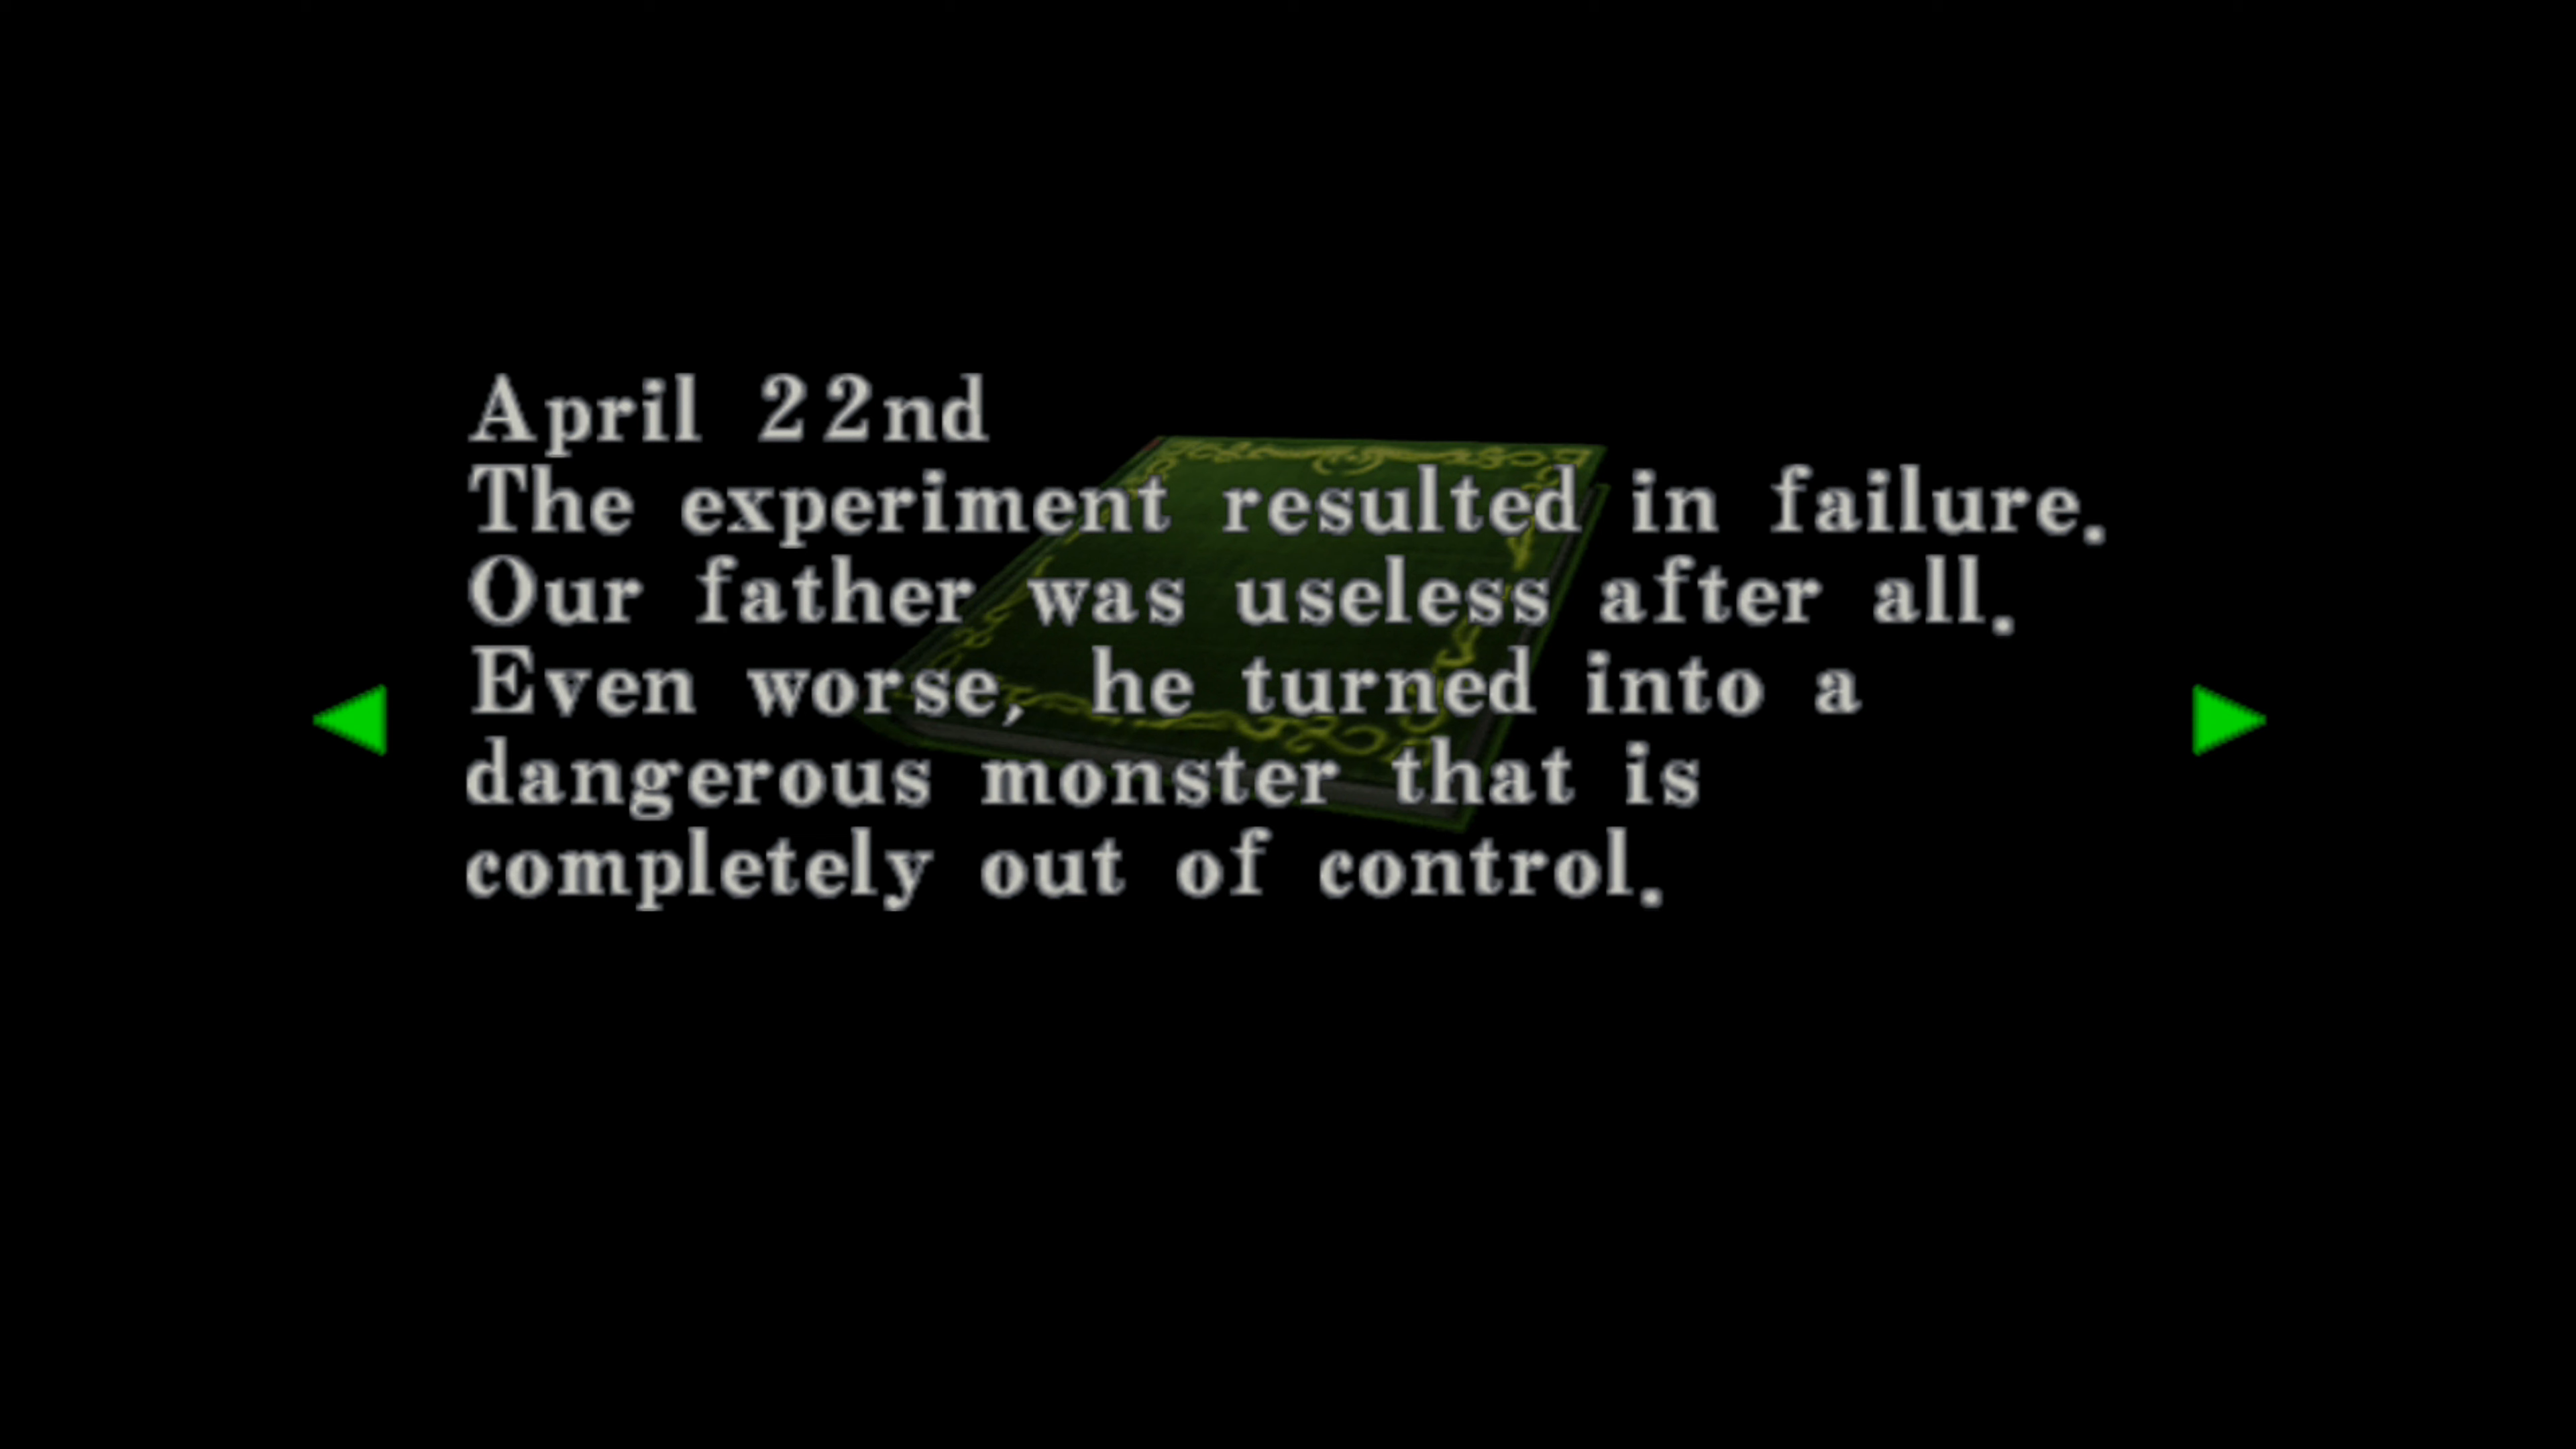 April 22nd
The experiment resulted in failure.
Our father was useless after all.
Even worse, he turned into a
dangerous monster that is
completely out of control.